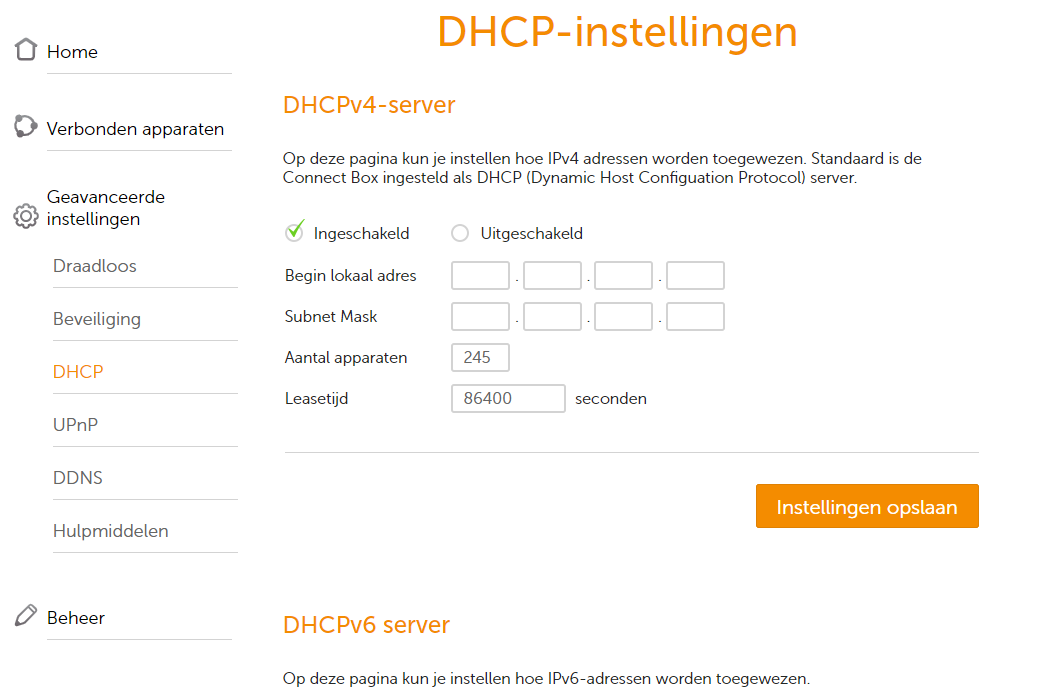 DHCP-instellingen
Home
Verbonden apparaten
Geavanceerde
instellingen
Draadloos
Beveiliging
DHCP
UPnP
DDNS
Hulpmiddelen
Beheer
DHCPv4-server
Op deze pagina kun je instellen hoe IPv4 adressen worden toegewezen. Standaard is de
Connect Box ingesteld als DHCP (Dynamic Host Configuation Protocol) server.
Ingeschakeld Uitgeschakeld
Begin lokaal adres . . .
Subnet Mask . . .
Aantal apparaten 245
Leasetijd 86400 seconden
Instellingen opslaan
DHCPv6 server
Op deze pagina kun je instellen hoe IPv6-adressen worden toegewezen.